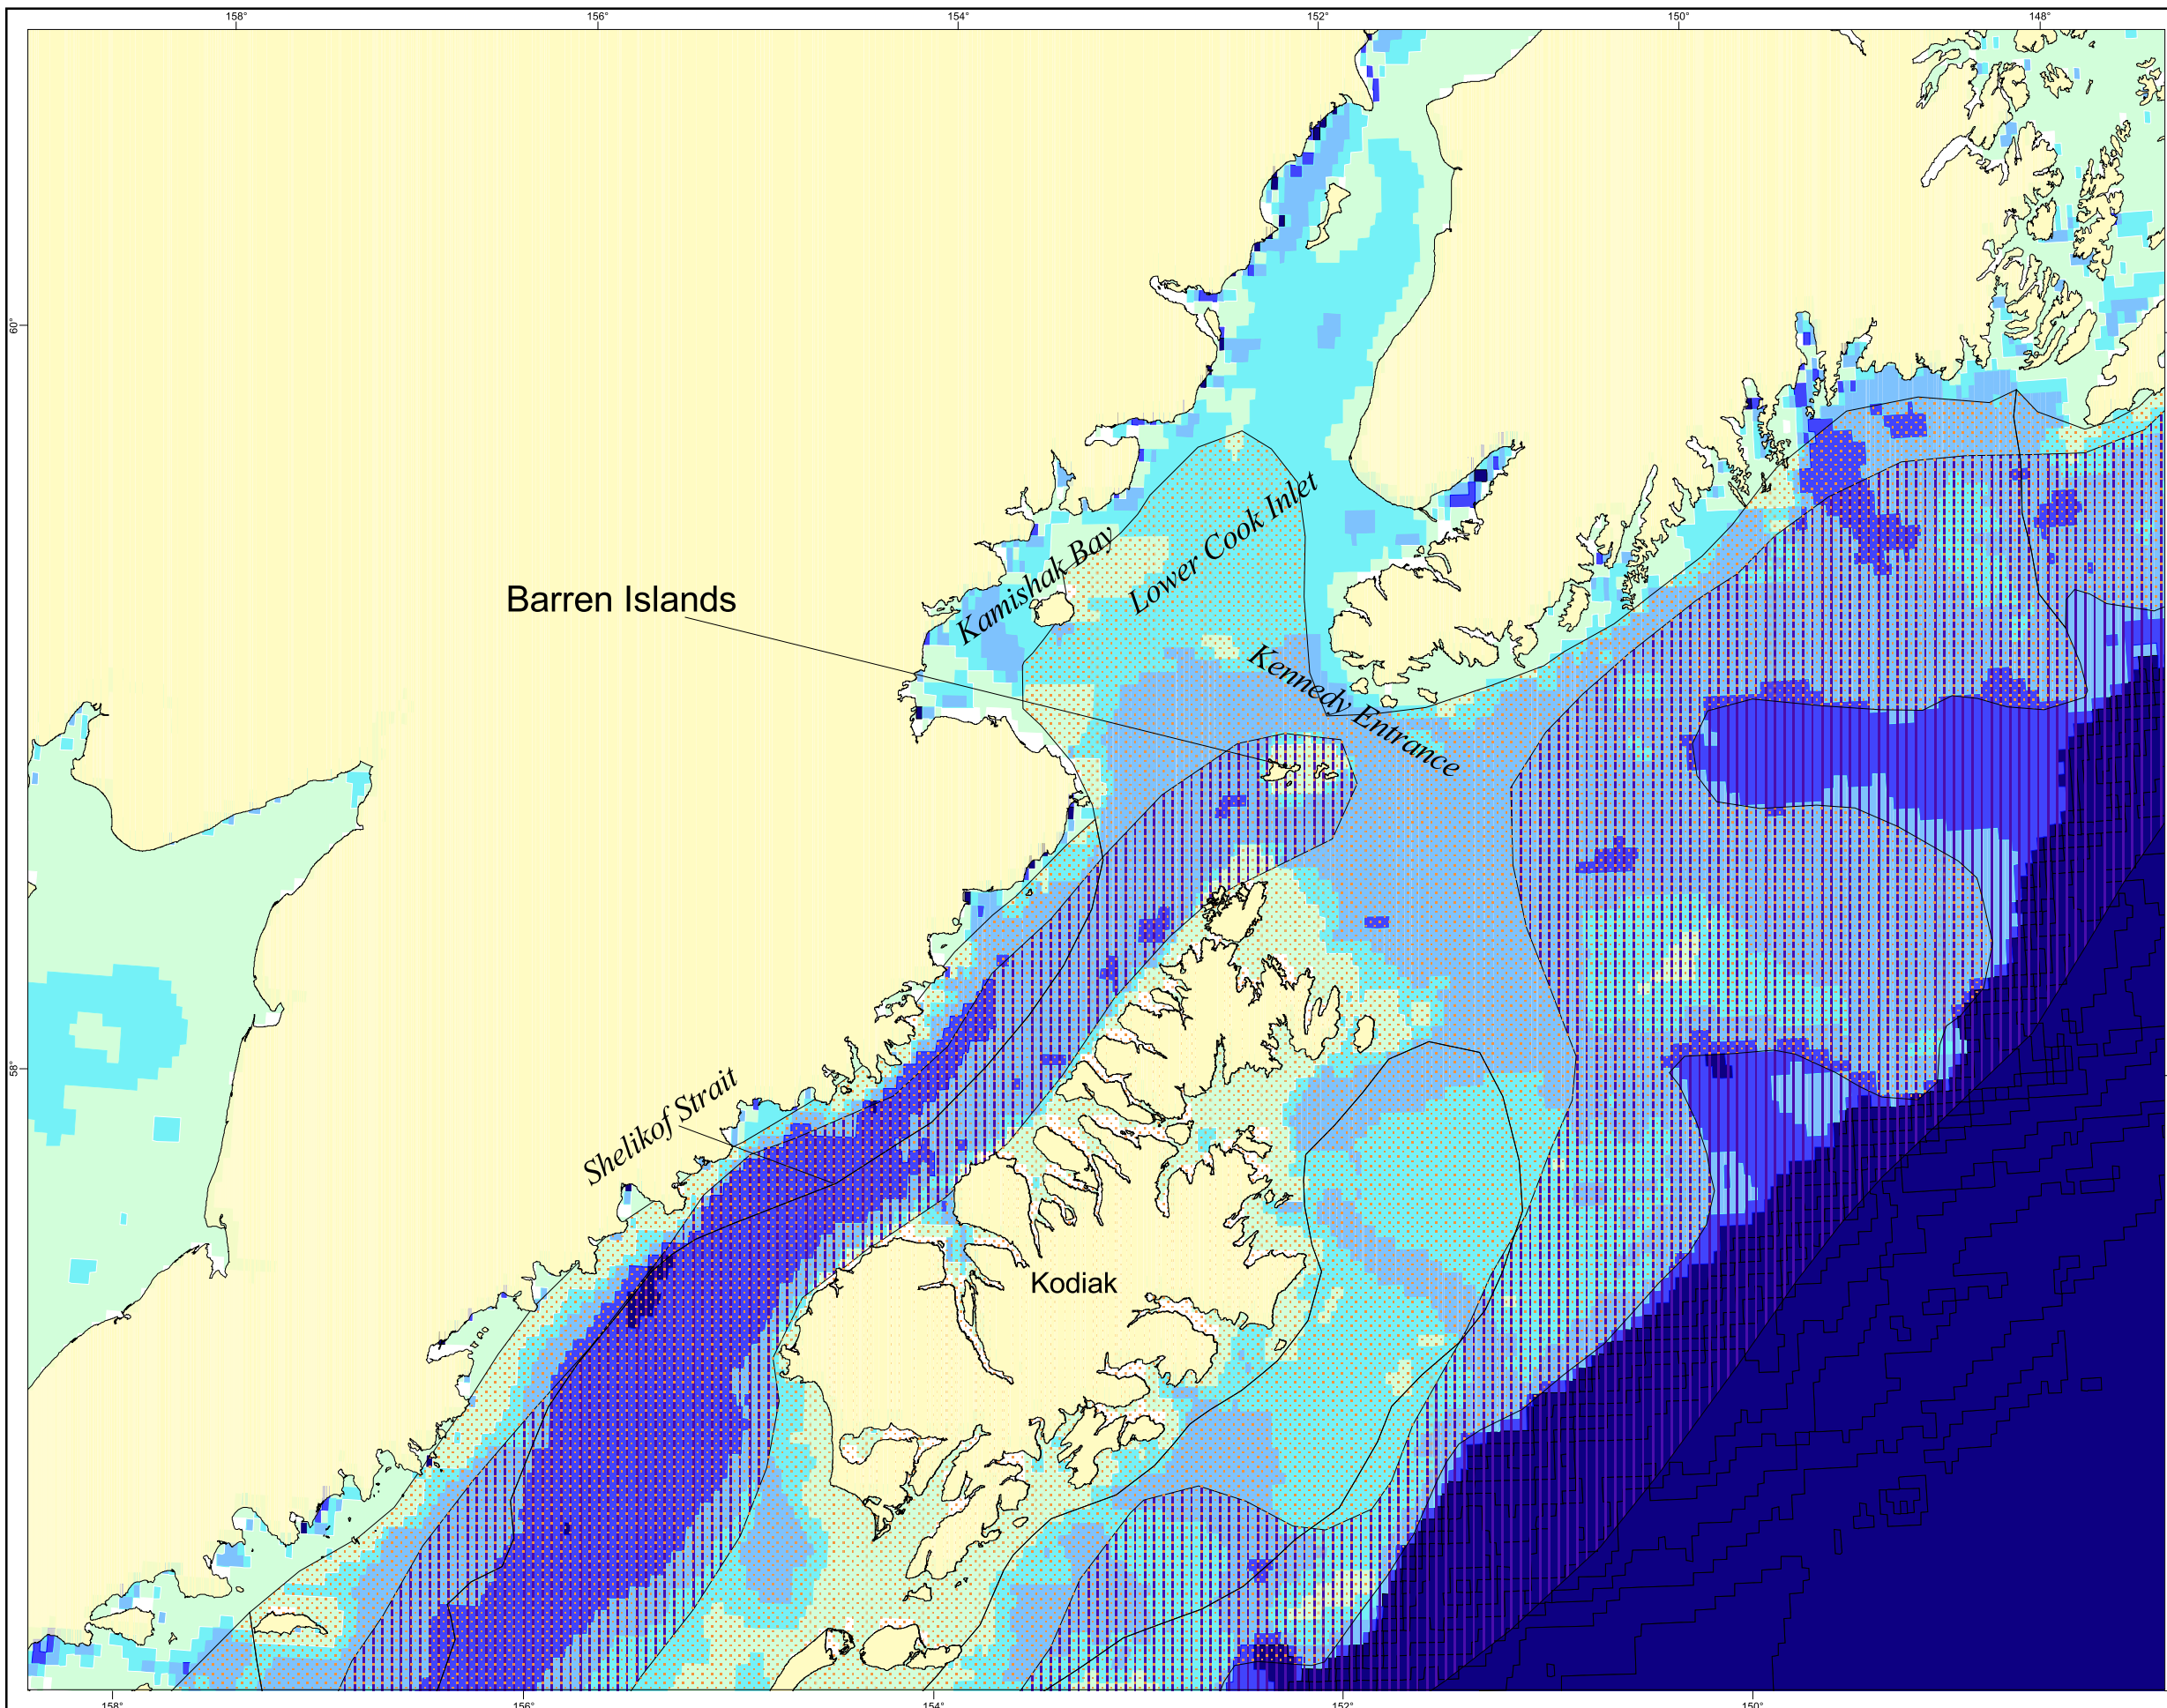 158° 156° 154° 152° 150° 148°
60°
Kamishak Bay
Lower Cook Inlet
Barren Islands
Kennedy Entrance
58°
Shelikof Strait
Kodiak
158° 156° 154° 152° 150°